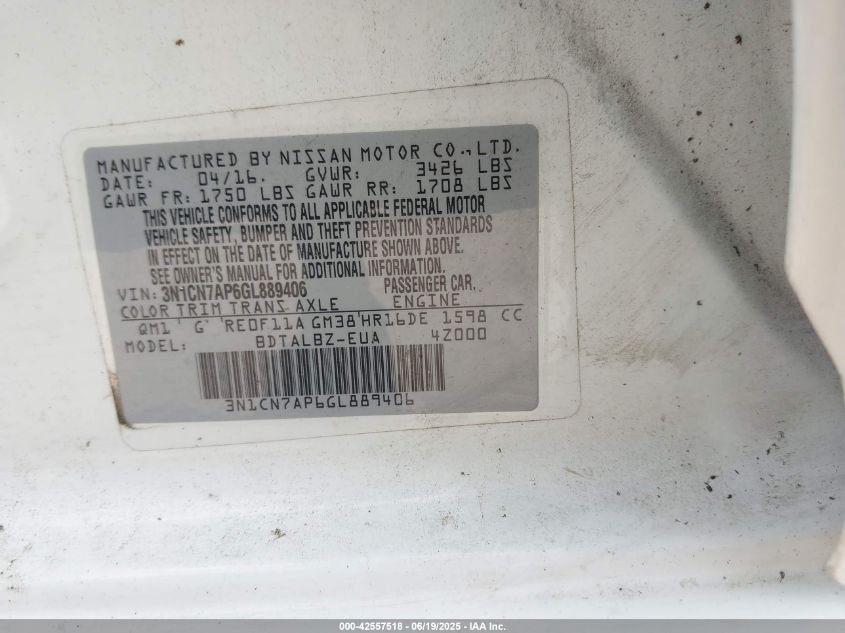 MANUFACTURED BY NISSAN MOTOR CO., LTD.
DATE: 04/16. GVWR: 3426 LBS
GAWR FR: 1750 LBS GAWR RR: 1708 LBS
THIS VEHICLE CONFORMS TO ALL APPLICABLE FEDERAL MOTOR
VEHICLE SAFETY, BUMPER AND THEFT PREVENTION STANDARDS
IN EFFECT ON THE DATE OF MANUFACTURE SHOWN ABOVE.
SEE OWNER'S MANUAL FOR ADDITIONAL INFORMATION.
VIN: 3N1CN7AP6GL889406 PASSENGER CAR.
COLOR TRIM TRANS AXLE ENGINE
QM1 G RE0F11A GM38 HR16DE 1598 CC
MODEL: BDTALBZ-EUA 4Z000
3N1CN7AP6GL889406
000-42557518 - 06/19/2025 - IAA Inc.